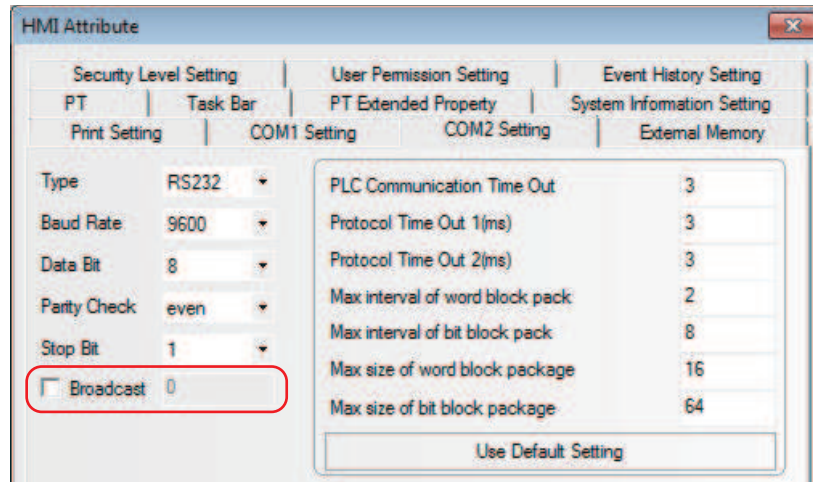 HMI Attribute
Security Level Setting User Permission Setting Event History Setting
PT Task Bar PT Extended Property System Information Setting
Print Setting COM1 Setting COM2 Setting External Memory
Type RS232
Baud Rate 9600
Data Bit 8
Parity Check even
Stop Bit 1
Broadcast 0
PLC Communication Time Out 3
Protocol Time Out 1(ms) 3
Protocol Time Out 2(ms) 3
Max interval of word block pack 2
Max interval of bit block pack 8
Max size of word block package 16
Max size of bit block package 64
Use Default Setting